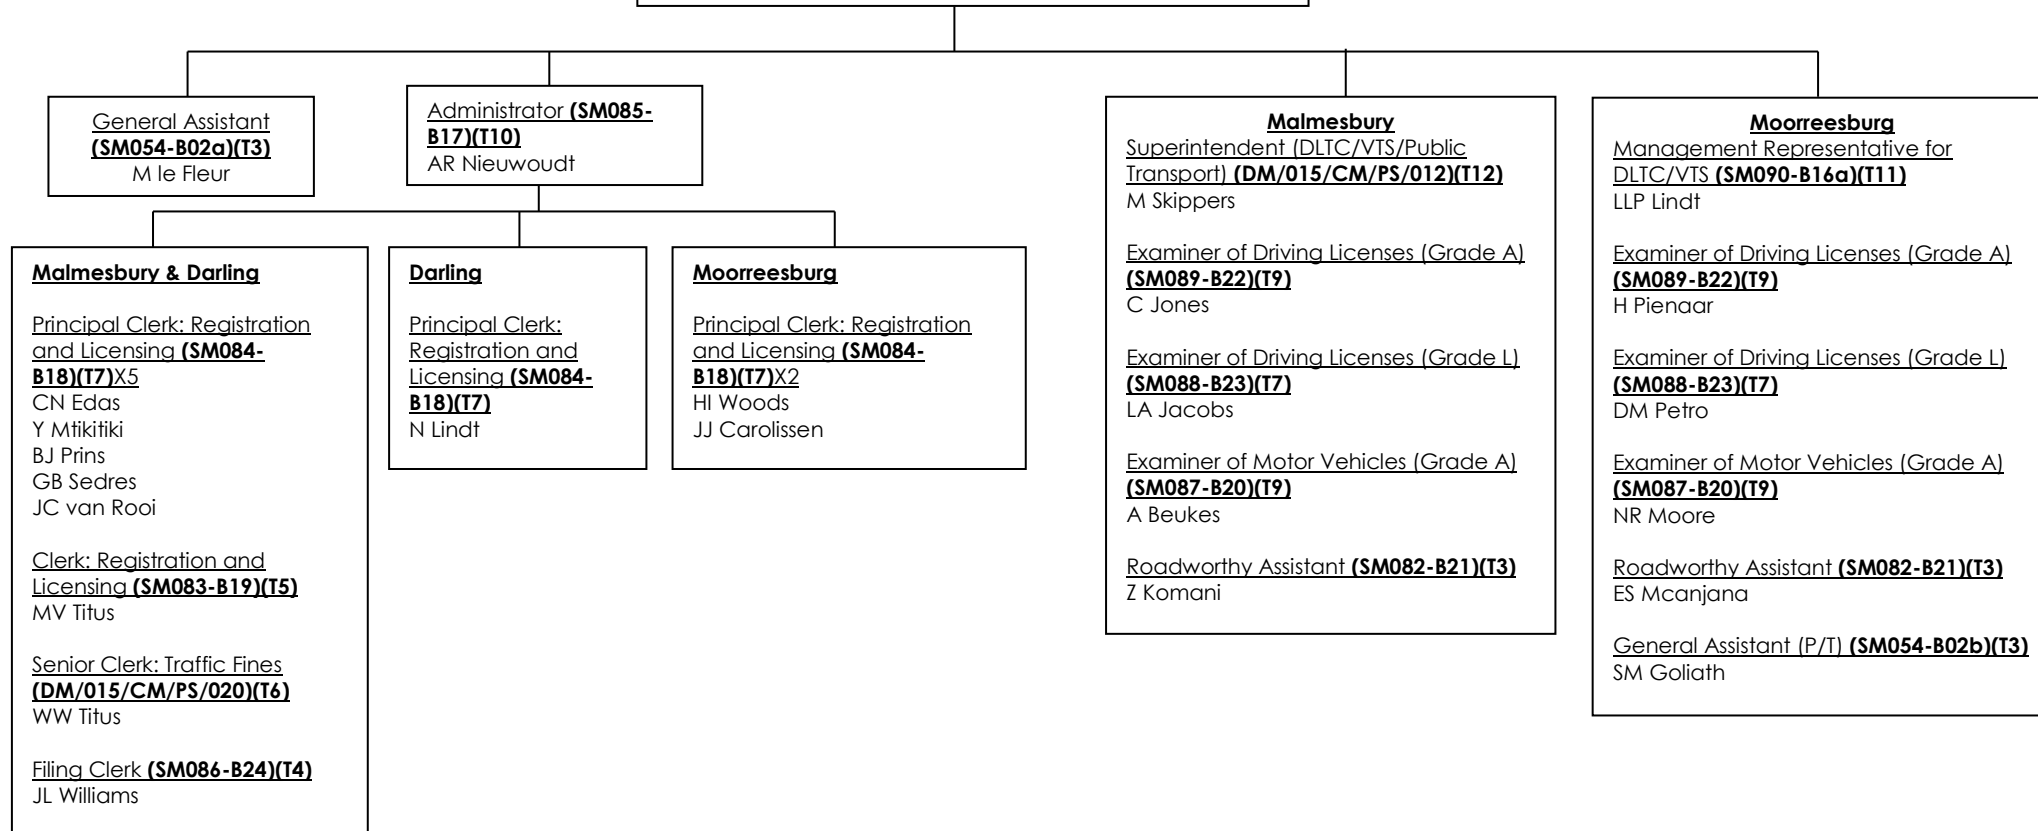 General Assistant
(SM054-B02a)(T3)
M le Fleur
Administrator (SM085-
B17)(T10)
AR Nieuwoudt
Malmesbury & Darling
Principal Clerk: Registration
and Licensing (SM084-
B18)(T7)X5
CN Edas
Y Mtikitiki
BJ Prins
GB Sedres
JC van Rooi
Clerk: Registration and
Licensing (SM083-B19)(T5)
MV Titus
Senior Clerk: Traffic Fines
(DM/015/CM/PS/020)(T6)
WW Titus
Filing Clerk (SM086-B24)(T4)
JL Williams
Darling
Principal Clerk:
Registration and
Licensing (SM084-
B18)(T7)
N Lindt
Moorreesburg
Principal Clerk: Registration
and Licensing (SM084-
B18)(T7)X2
HI Woods
JJ Carolissen
Malmesbury
Superintendent (DLTC/VTS/Public
Transport) (DM/015/CM/PS/012)(T12)
M Skippers
Examiner of Driving Licenses (Grade A)
(SM089-B22)(T9)
C Jones
Examiner of Driving Licenses (Grade L)
(SM088-B23)(T7)
LA Jacobs
Examiner of Motor Vehicles (Grade A)
(SM087-B20)(T9)
A Beukes
Roadworthy Assistant (SM082-B21)(T3)
Z Komani
Moorreesburg
Management Representative for
DLTC/VTS (SM090-B16a)(T11)
LLP Lindt
Examiner of Driving Licenses (Grade A)
(SM089-B22)(T9)
H Pienaar
Examiner of Driving Licenses (Grade L)
(SM088-B23)(T7)
DM Petro
Examiner of Motor Vehicles (Grade A)
(SM087-B20)(T9)
NR Moore
Roadworthy Assistant (SM082-B21)(T3)
ES Mcanjana
General Assistant (P/T) (SM054-B02b)(T3)
SM Goliath